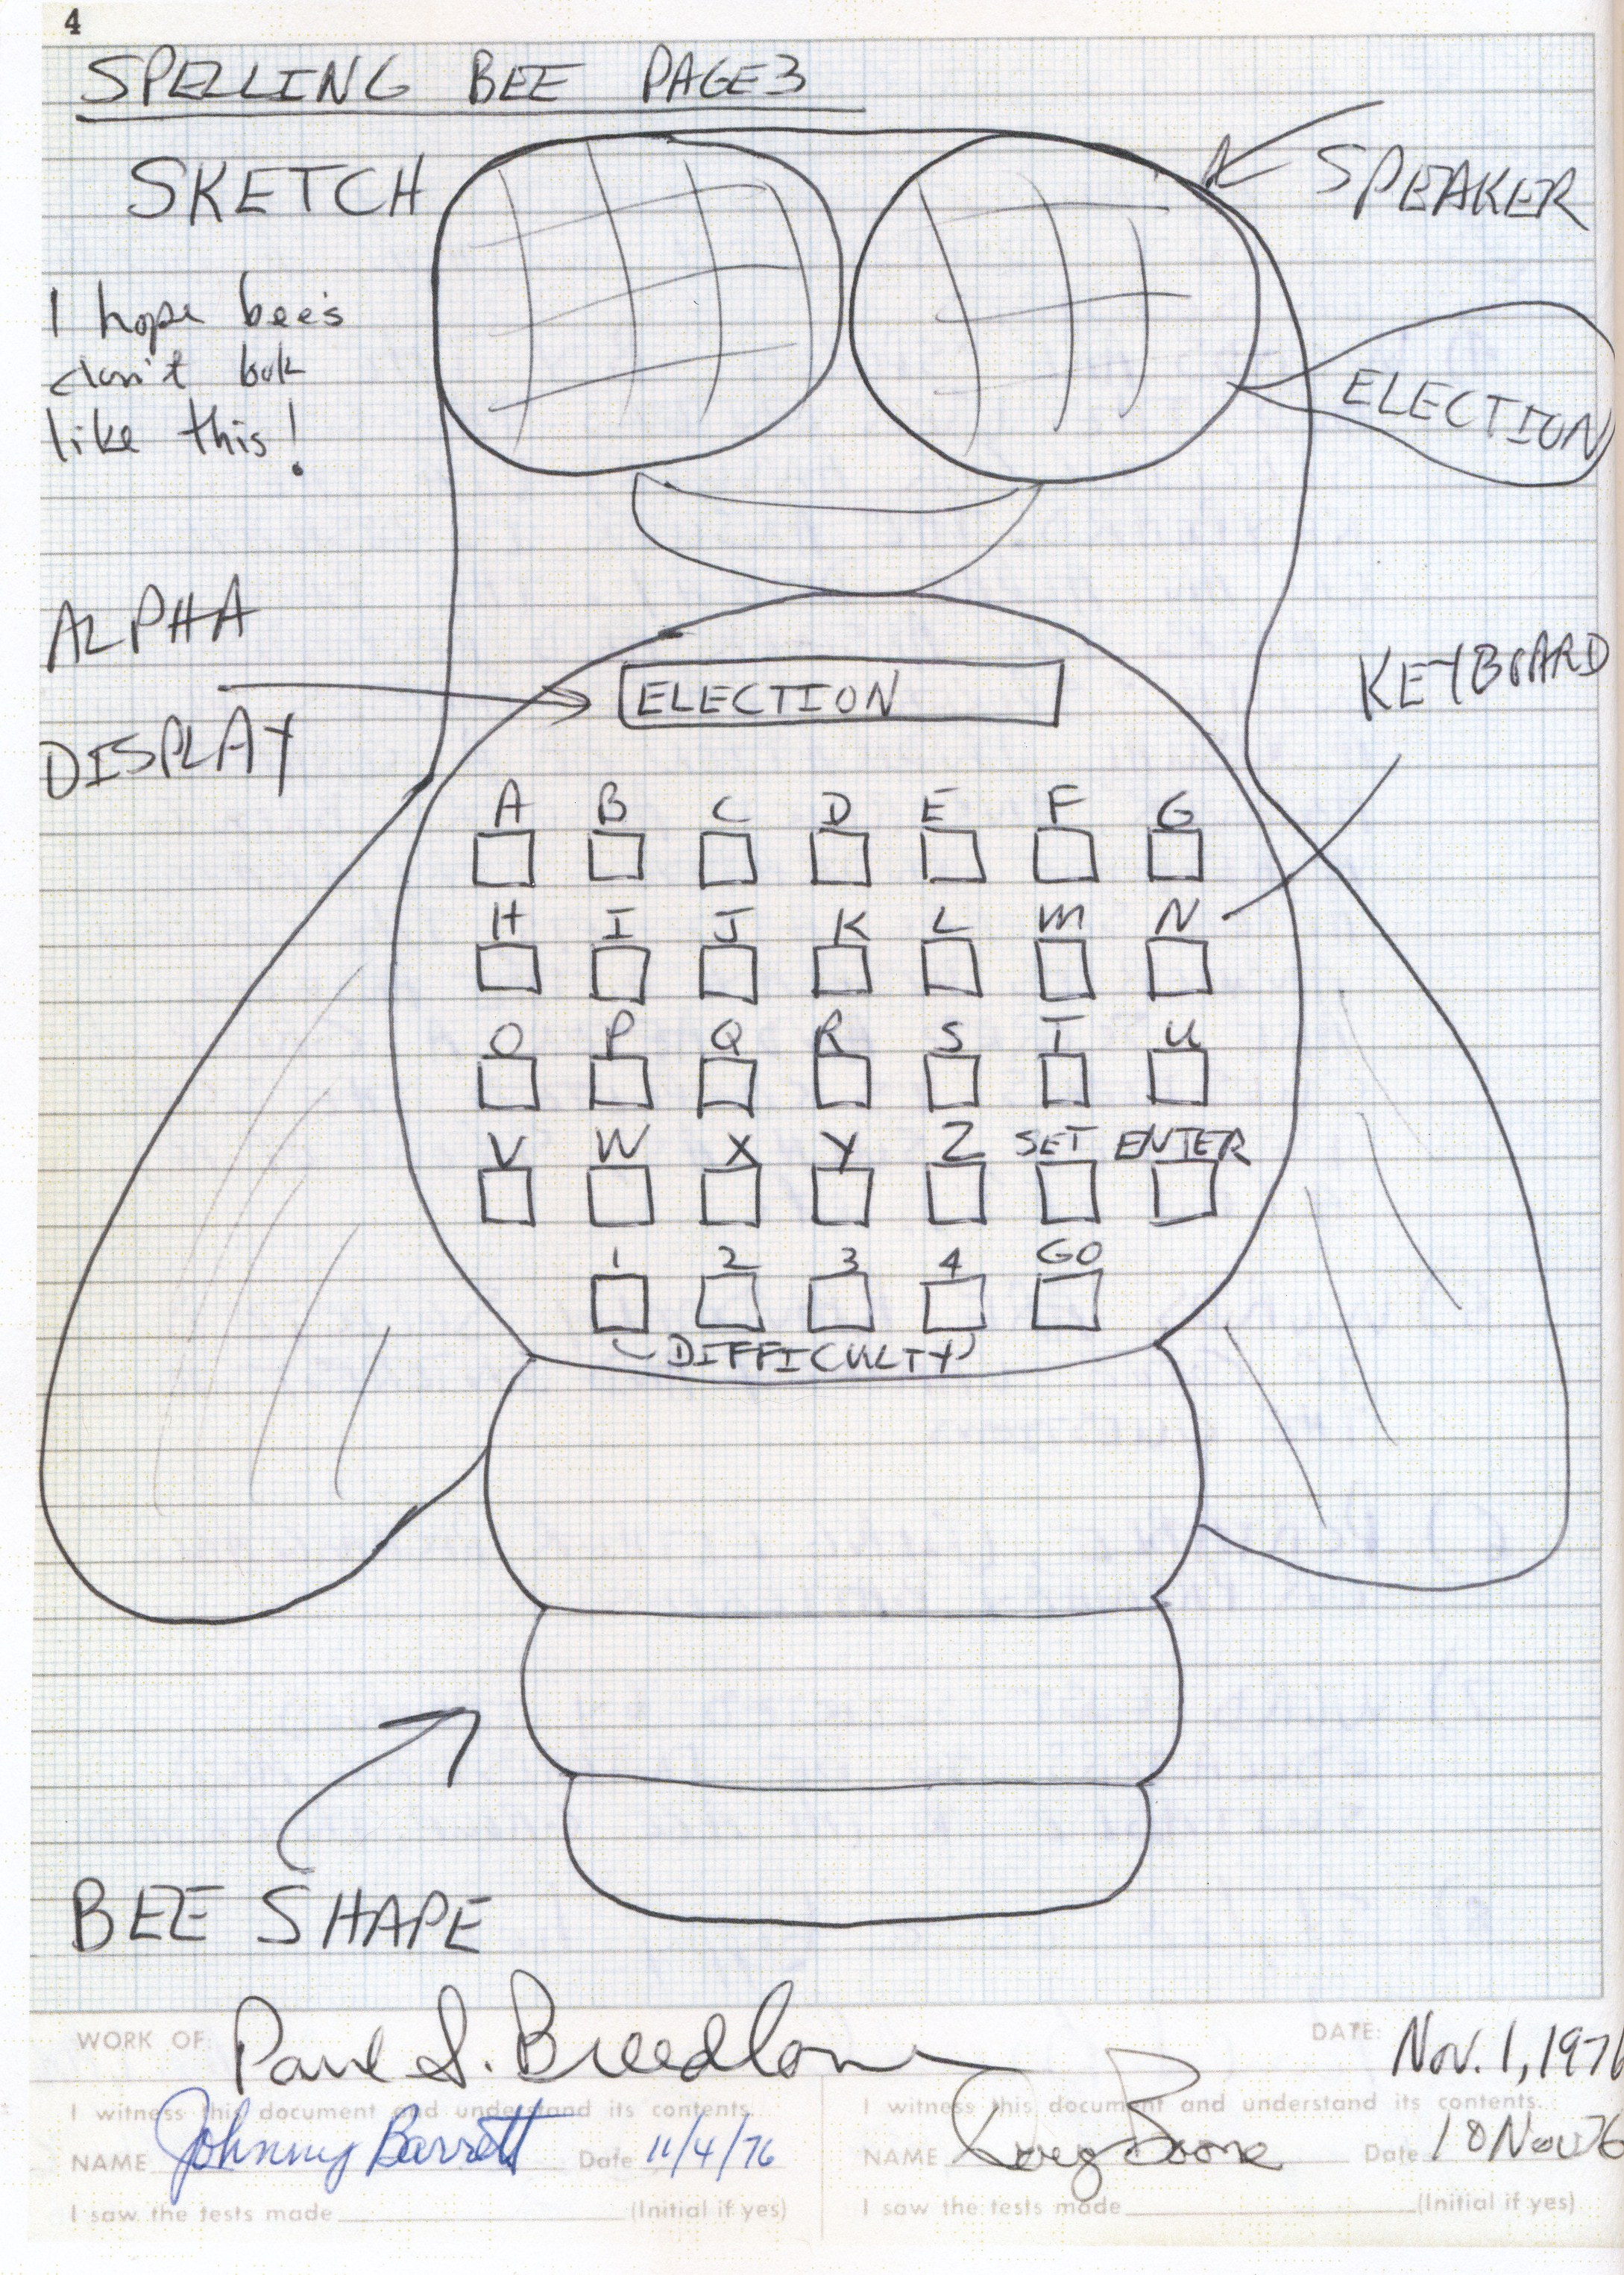 4
SPELLING BEE PAGE 3
SKETCH
SPEAKER
I hope bee's
don't look
like this!
ELECTION
ALPHA
DISPLAY
ELECTION
KEYBOARD
A B C D E F G
H I J K L M N
O P Q R S T U
V W X Y Z SET ENTER
1 2 3 4 GO
DIFFICULTY
BEE SHAPE
WORK OF: Paul S. Breedlove DATE: Nov. 1, 1976
I witness this document and understand its contents.
NAME Johnny Barrett Date 11/4/76
I saw the tests made (Initial if yes)
I witness this document and understand its contents.
NAME Boone Date 18 Nov 76
I saw the tests made (Initial if yes)